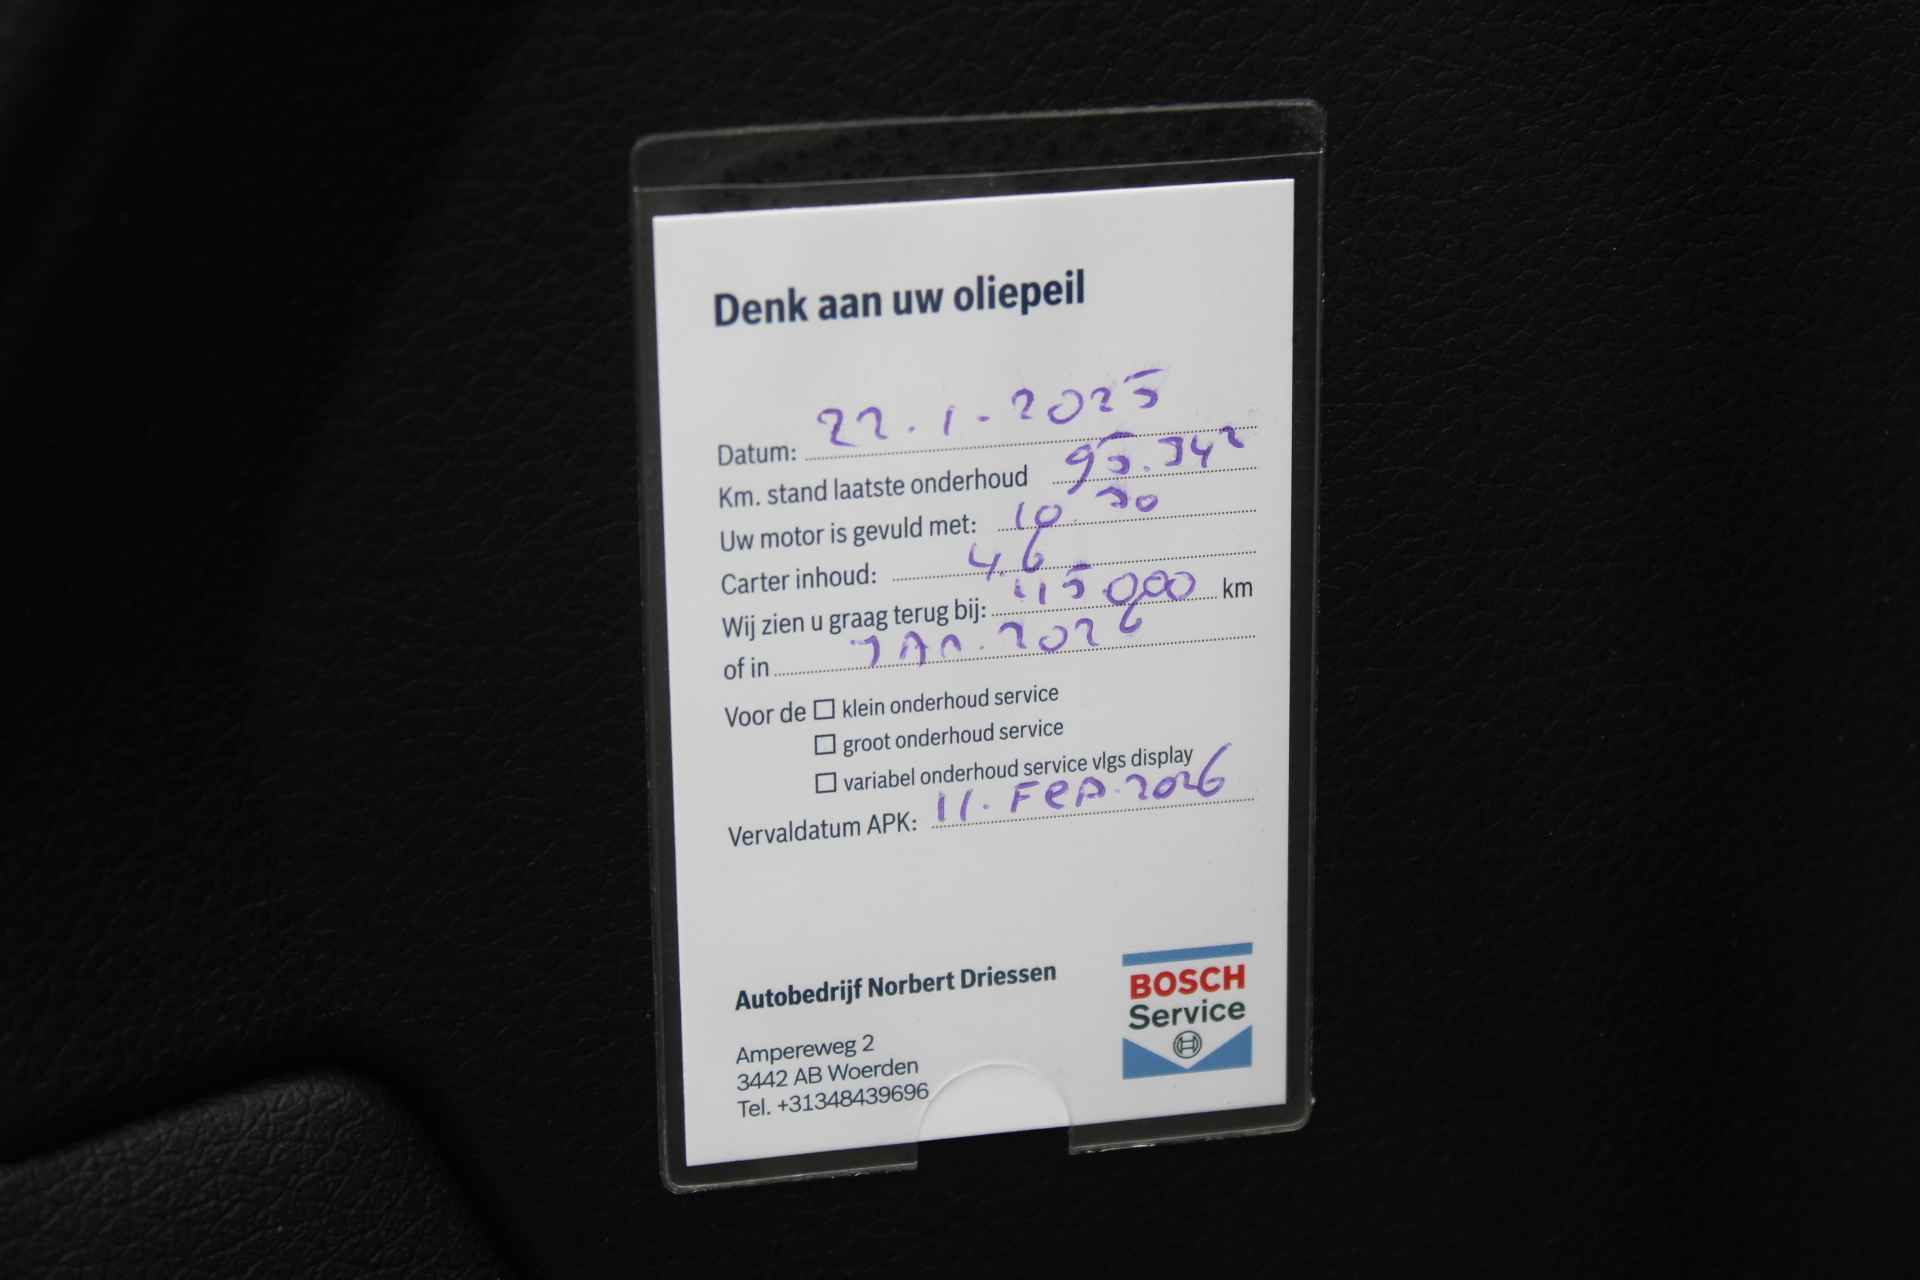 Denk aan uw oliepeil
Datum: 22.1-2025
Km. stand laatste onderhoud 95.342
Uw motor is gevuld met: 10.30
Carter inhoud: 4.6
Wij zien u graag terug bij: 115000 km
of in JAn.2026
Voor de klein onderhoud service
groot onderhoud service
variabel onderhoud service vlgs display
Vervaldatum APK: 11.Feb.2026
Autobedrijf Norbert Driessen
Ampereweg 2
3442 AB Woerden
Tel. +31348439696
BOSCH
Service